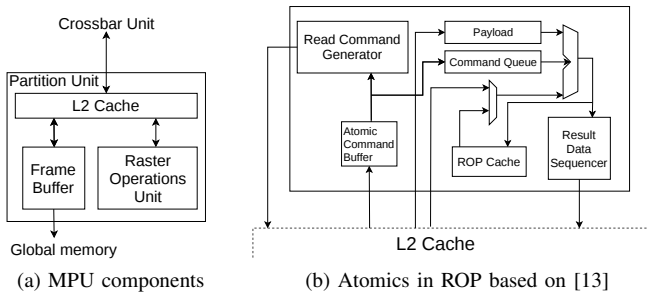 Crossbar Unit
Partition Unit
L2 Cache
Frame
Buffer
Raster
Operations
Unit
Global memory
(a) MPU components
Read Command
Generator
Payload
Command Queue
Atomic
Command
Buffer
ROP Cache
Result
Data
Sequencer
L2 Cache
(b) Atomics in ROP based on [13]